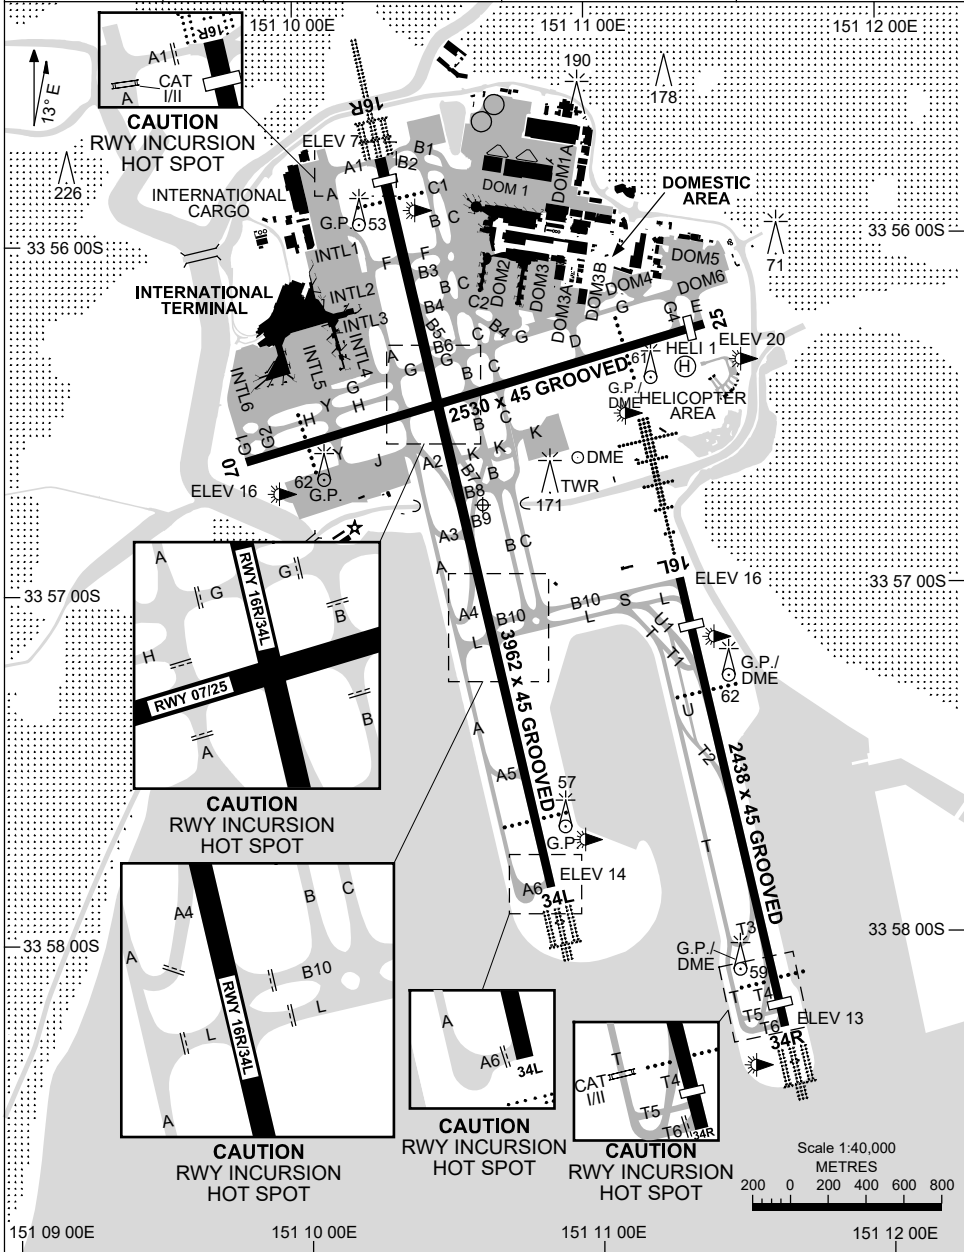 151 10 00E
151 11 00E
151 12 00E
16R
A1
CAT
I/II
A
13° E
CAUTION
RWY INCURSION
HOT SPOT
190
178
226
16R
ELEV 7
A1
B2
B1
A
C1
B
C
INTERNATIONAL
CARGO
G.P.
53
DOM 1
DOM1A
DOMESTIC
AREA
33 56 00S
33 56 00S
71
INTL1
F
F
B3
B
C
C2
B4
DOM2
DOM3
DOM3A
DOM3B
DOM4
DOM5
DOM6
INTERNATIONAL
TERMINAL
INTL2
INTL3
INTL4
INTL5
INTL6
B5
B6
B4
C
G
D
G
G4
E
25
ELEV 20
A
G
G
B
C
61
HELI 1
H
G.P./
DME
HELICOPTER
AREA
G
H
Y
H
2530 x 45 GROOVED
G1
G2
07
Y
J
A2
B
C
K
K
K
B7
B
DME
TWR
171
ELEV 16
62
G.P.
B8
B9
A3
A
B
C
A
G
G
RWY 16R/34L
B
H
RWY 07/25
A
B
CAUTION
RWY INCURSION
HOT SPOT
33 57 00S
33 57 00S
16L
ELEV 16
A4
B10
L
B10
L
S
L
U1
T
T1
G.P./
DME
62
U
T2
3962 x 45 GROOVED
2438 x 45 GROOVED
A
A5
57
G.P.
T
ELEV 14
A6
34L
A4
B
C
A
B10
L
L
RWY 16R/34L
A
CAUTION
RWY INCURSION
HOT SPOT
33 58 00S
33 58 00S
T3
G.P./
DME
59
T
T4
T5
T6
ELEV 13
34R
A
A6
34L
CAUTION
RWY INCURSION
HOT SPOT
T
CAT
I/II
T4
T5
T6
34R
CAUTION
RWY INCURSION
HOT SPOT
Scale 1:40,000
METRES
200 0 200 400 600 800
151 09 00E
151 10 00E
151 11 00E
151 12 00E